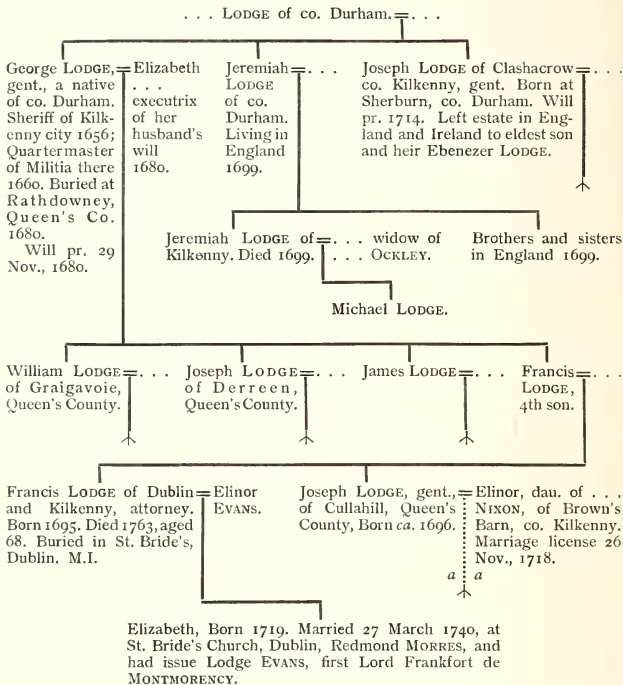 . . . LODGE of co. Durham.=. . .
George LODGE,
gent., a native
of co. Durham.
Sheriff of Kilk-
enny city 1656;
Quartermaster
of Militia there
1660. Buried at
Rathdowney,
Queen's Co.
1680.
Will pr. 29
Nov., 1680.
=Elizabeth
. . .
executrix
of her
husband's
will
1680.
Jeremiah=. . .
LODGE
of co.
Durham.
Living in
England
1699.
Joseph LODGE of Clashacrow=. . .
co. Kilkenny, gent. Born at
Sherburn, co. Durham. Will
pr. 1714. Left estate in Eng-
land and Ireland to eldest son
and heir Ebenezer LODGE.
Jeremiah LODGE of=. . . widow of
Kilkenny. Died 1699. . . . OCKLEY.
Brothers and sisters
in England 1699.
Michael LODGE.
William LODGE=. . .
of Graigavoie,
Queen's County.
Joseph LODGE=. . .
of Derreen,
Queen's County.
James LODGE=. . .
Francis=. . .
LODGE,
4th son.
Francis LODGE of Dublin=Elinor
and Kilkenny, attorney. EVANS.
Born 1695. Died 1763, aged
68. Buried in St. Bride's,
Dublin. M.I.
Joseph LODGE, gent.,=
of Cullahill, Queen's
County, Born ca. 1696.
Elinor, dau. of . . .
NIXON, of Brown's
Barn, co. Kilkenny.
Marriage license 26
Nov., 1718.
a a
Elizabeth, Born 1719. Married 27 March 1740, at
St. Bride's Church, Dublin, Redmond MORRES, and
had issue Lodge EVANS, first Lord Frankfort de
MONTMORENCY.